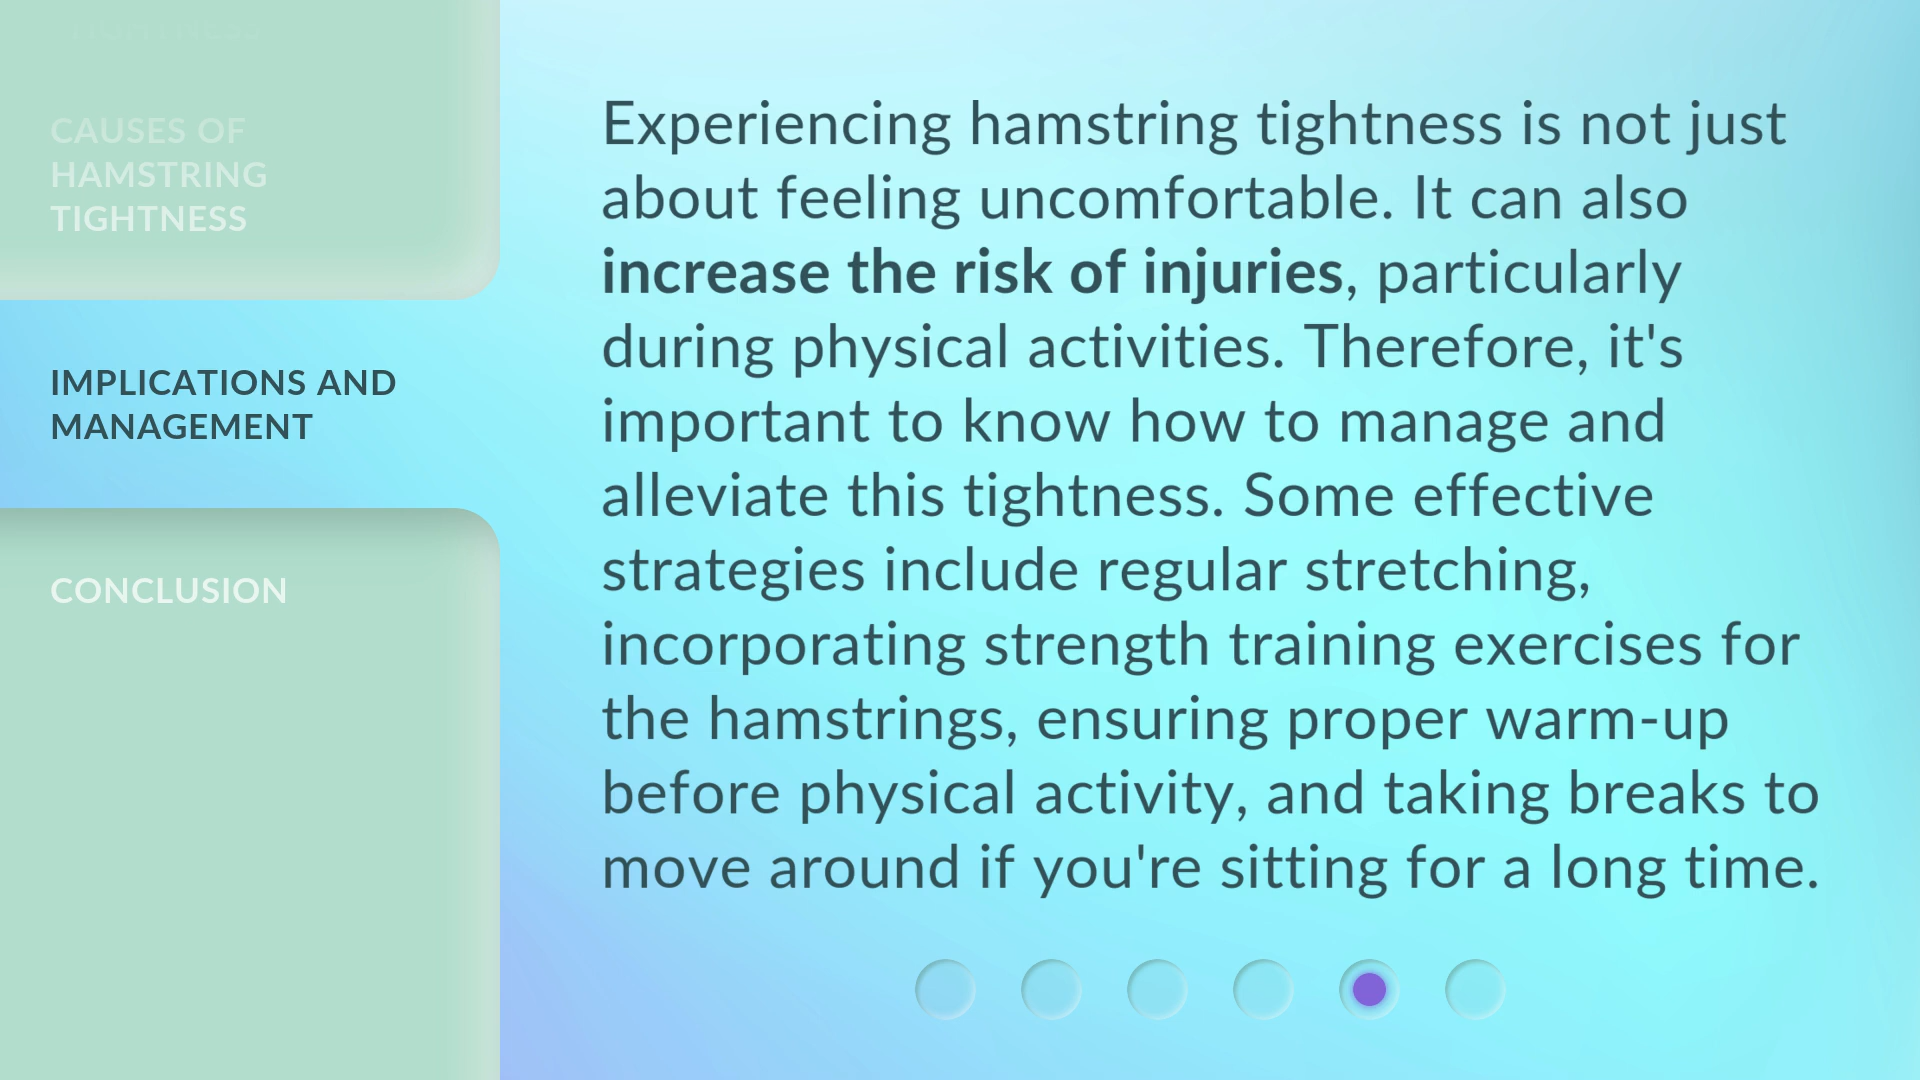 TIGHTNESS
CAUSES OF
HAMSTRING
TIGHTNESS
IMPLICATIONS AND
MANAGEMENT
CONCLUSION
Experiencing hamstring tightness is not just
about feeling uncomfortable. It can also
increase the risk of injuries, particularly
during physical activities. Therefore, it's
important to know how to manage and
alleviate this tightness. Some effective
strategies include regular stretching,
incorporating strength training exercises for
the hamstrings, ensuring proper warm-up
before physical activity, and taking breaks to
move around if you're sitting for a long time.